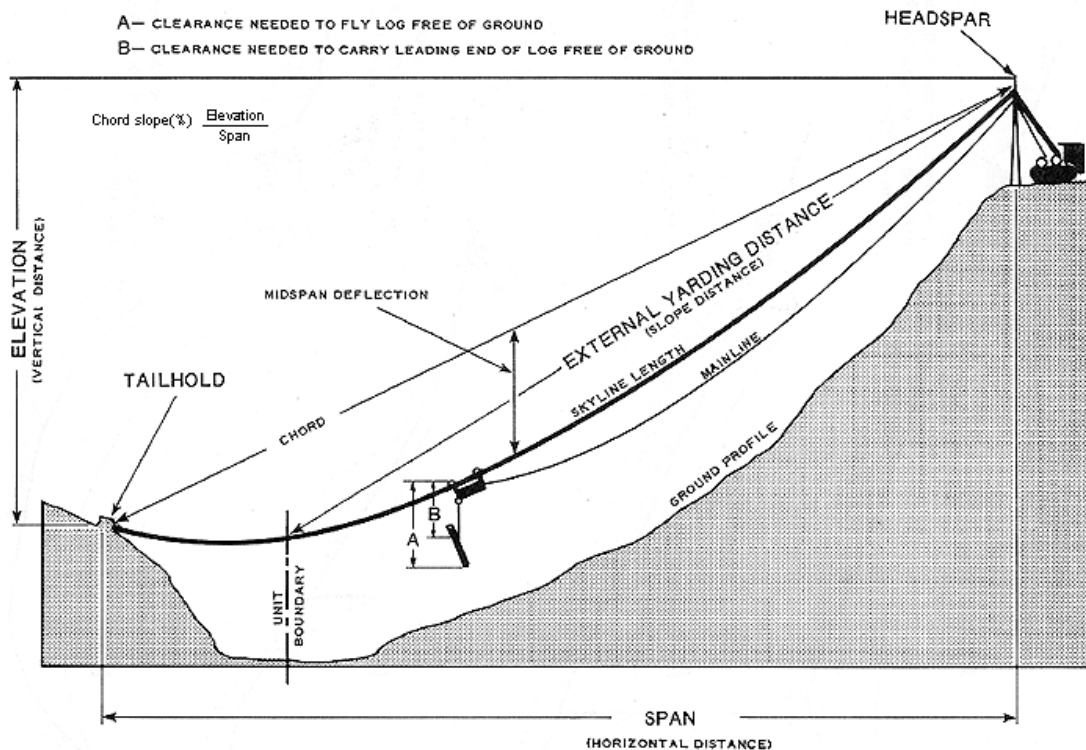 A— CLEARANCE NEEDED TO FLY LOG FREE OF GROUND
B— CLEARANCE NEEDED TO CARRY LEADING END OF LOG FREE OF GROUND
HEADSPAR
Chord slope(%) Elevation
Span
ELEVATION
(VERTICAL DISTANCE)
MIDSPAN DEFLECTION
EXTERNAL YARDING DISTANCE
(SLOPE DISTANCE)
TAILHOLD
CHORD
SKYLINE LENGTH
MAINLINE
GROUND PROFILE
B
A
UNIT
BOUNDARY
SPAN
(HORIZONTAL DISTANCE)